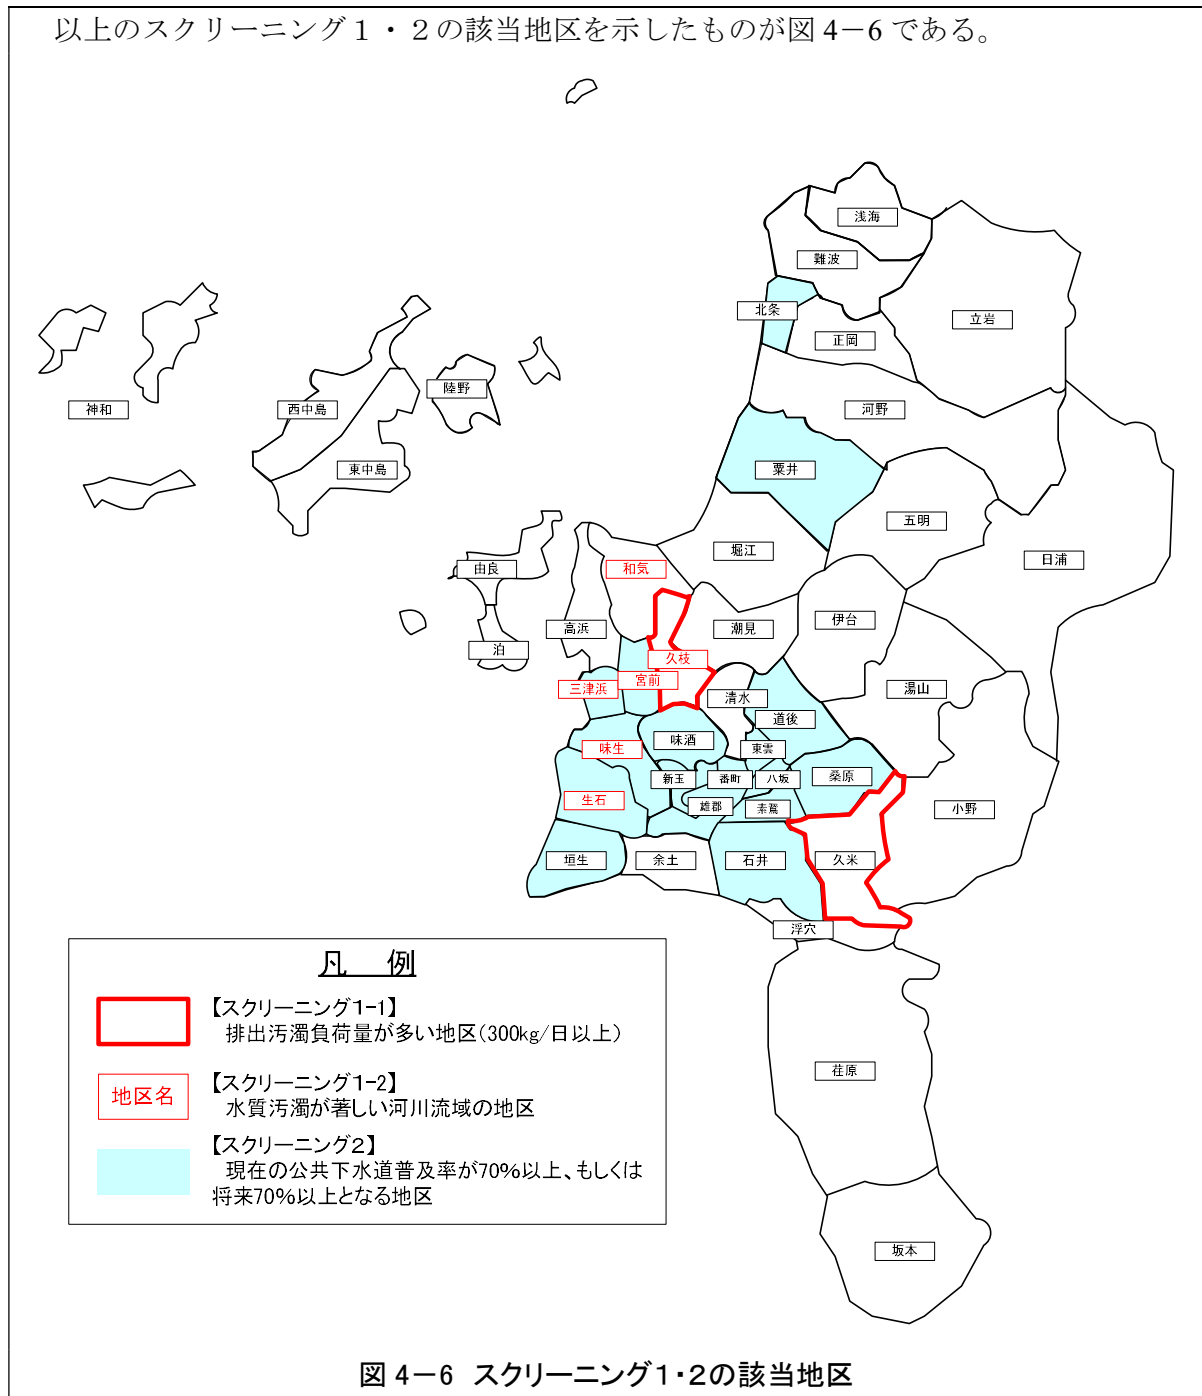 以上のスクリーニング１・２の該当地区を示したものが図 4－6 である。
浅海
難波
北条
正岡
立岩
神和
西中島
陸野
東中島
河野
粟井
五明
堀江
日浦
由良
和気
高浜
泊
潮見
伊台
久枝
宮前
三津浜
清水
湯山
道後
味酒
味生
東雲
新玉
番町
八坂
桑原
生石
雄郡
素鵞
小野
垣生
余土
石井
久米
浮穴
荏原
坂本
凡　例
【スクリーニング1-1】
排出汚濁負荷量が多い地区(300kg/日以上)
地区名
【スクリーニング1-2】
水質汚濁が著しい河川流域の地区
【スクリーニング2】
現在の公共下水道普及率が70%以上、もしくは
将来70%以上となる地区
図 4－6 スクリーニング1・2の該当地区